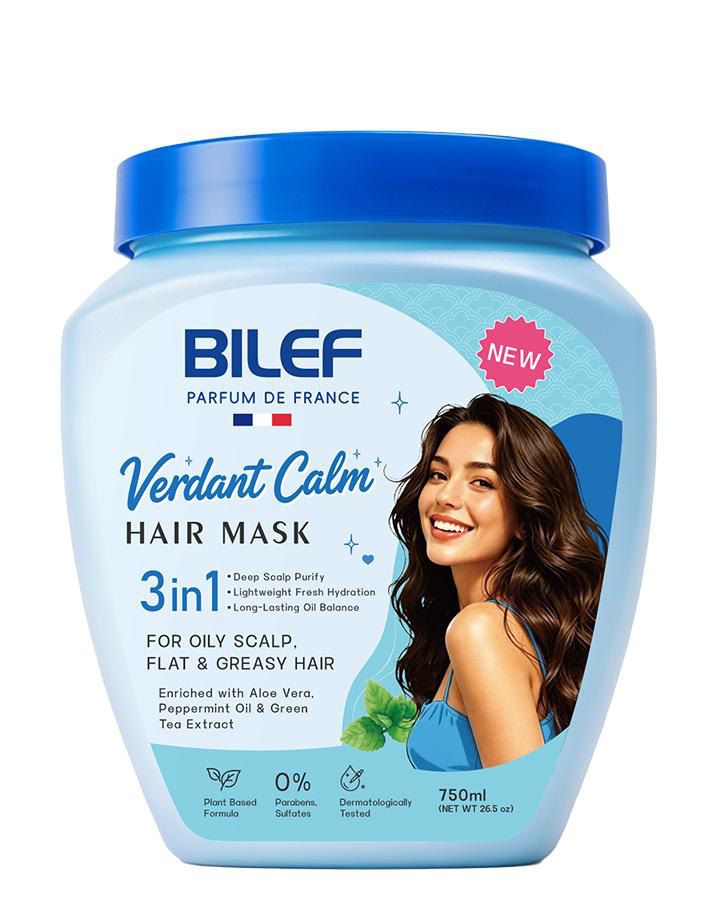 BILEF
PARFUM DE FRANCE
NEW
Verdant Calm
HAIR MASK
3in1
• Deep Scalp Purify
• Lightweight Fresh Hydration
• Long-Lasting Oil Balance
FOR OILY SCALP,
FLAT & GREASY HAIR
Enriched with Aloe Vera,
Peppermint Oil & Green
Tea Extract
Plant Based
Formula
0%
Parabens,
Sulfates
Dermatologically
Tested
750ml
(NET WT 26.5 oz)